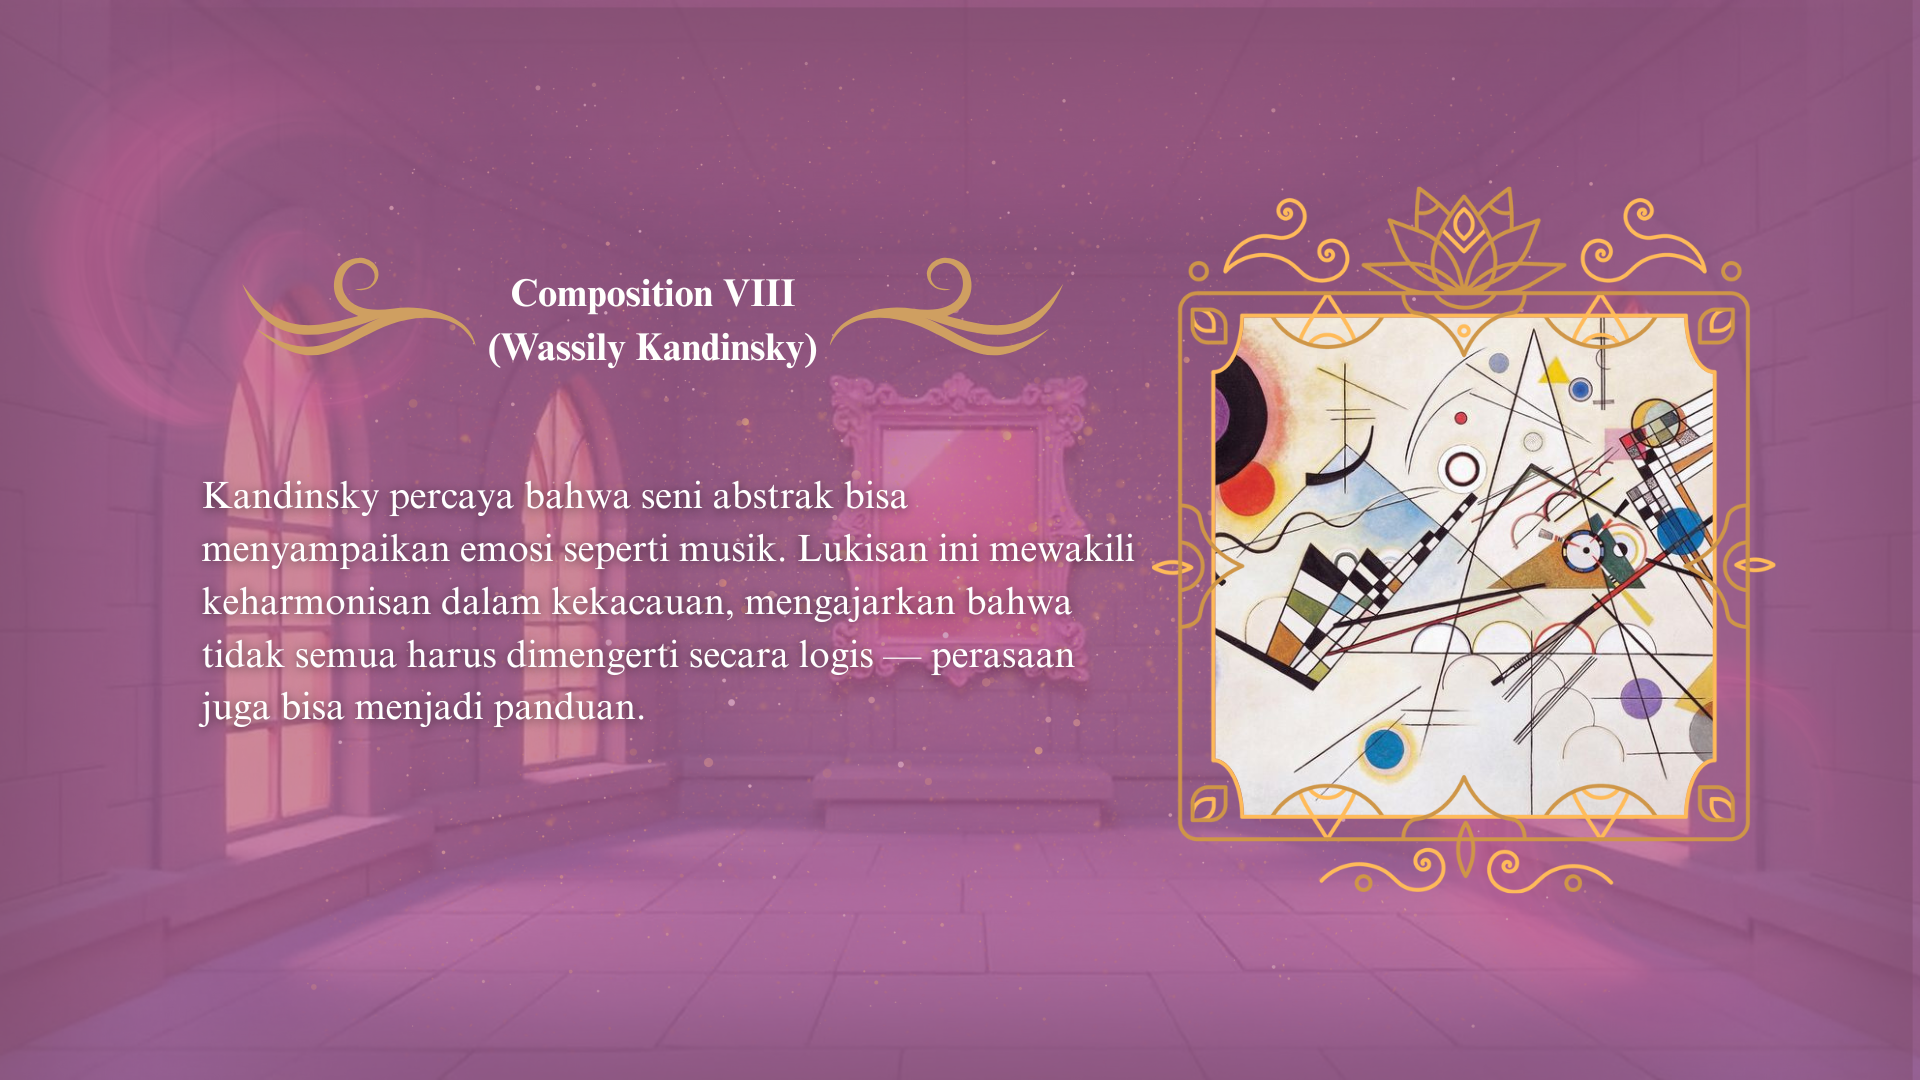 Composition VIII
(Wassily Kandinsky)
Kandinsky percaya bahwa seni abstrak bisa
menyampaikan emosi seperti musik. Lukisan ini mewakili
keharmonisan dalam kekacauan, mengajarkan bahwa
tidak semua harus dimengerti secara logis — perasaan
juga bisa menjadi panduan.